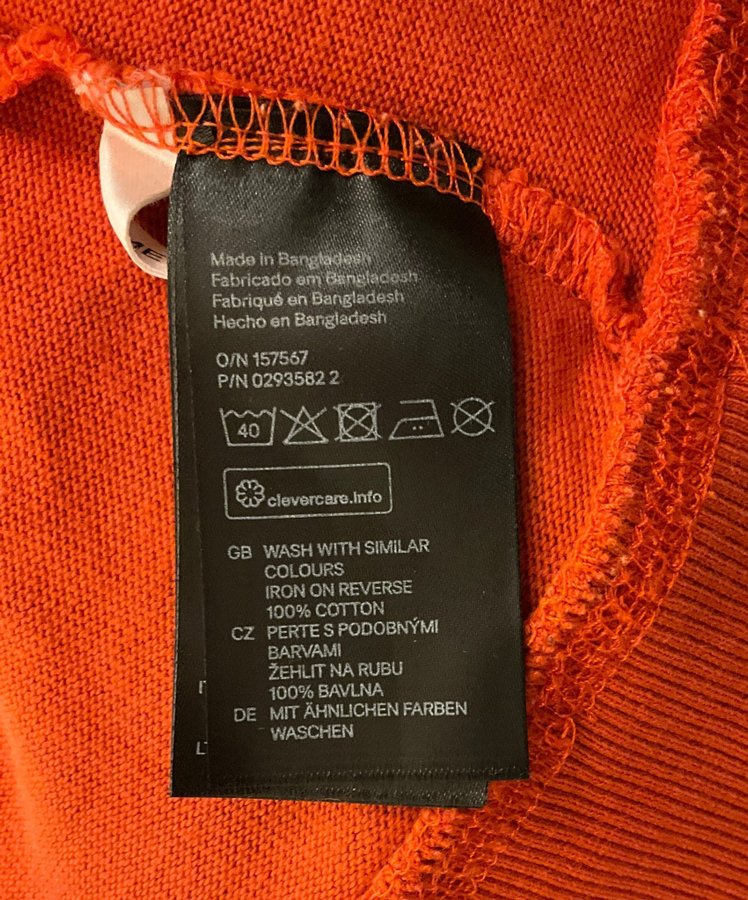 Made in Bangladesh
Fabricado em Bangladesh
Fabriqué en Bangladesh
Hecho en Bangladesh
O/N 157567
P/N 0293582 2
40
clevercare.info
GB WASH WITH SIMILAR
COLOURS
IRON ON REVERSE
100% COTTON
CZ PERTE S PODOBNÝMI
BARVAMI
ŽEHLIT NA RUBU
100% BAVLNA
DE MIT ÄHNLICHEN FARBEN
WASCHEN